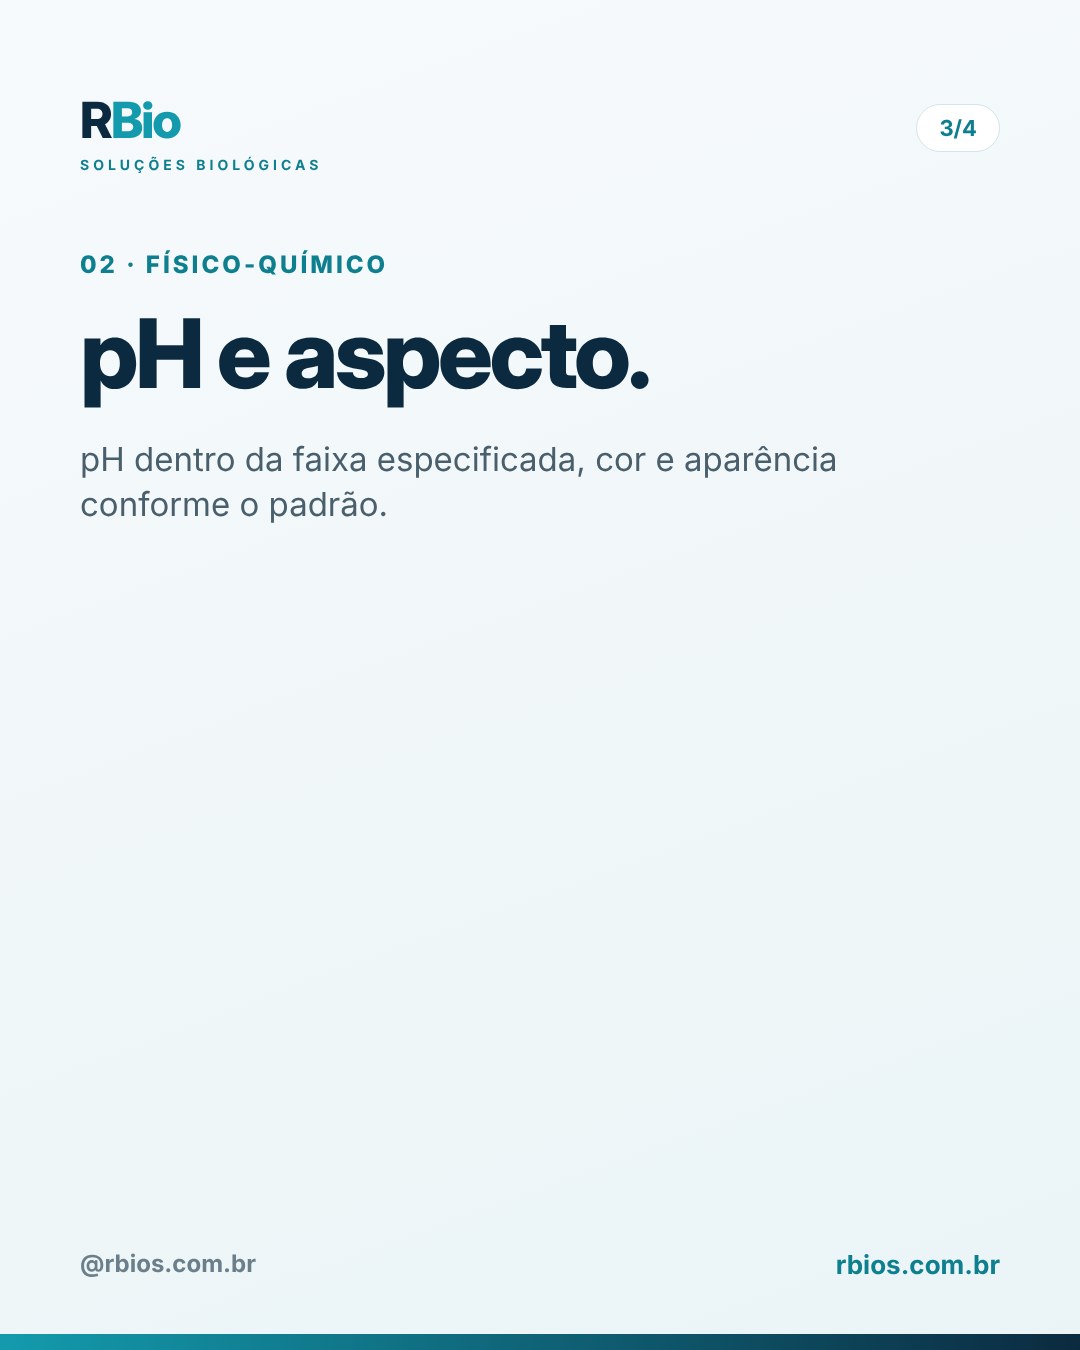 RBio
SOLUÇÕES BIOLÓGICAS
3/4
02 · FÍSICO-QUÍMICO
pH e aspecto.
pH dentro da faixa especificada, cor e aparência
conforme o padrão.
@rbios.com.br
rbios.com.br